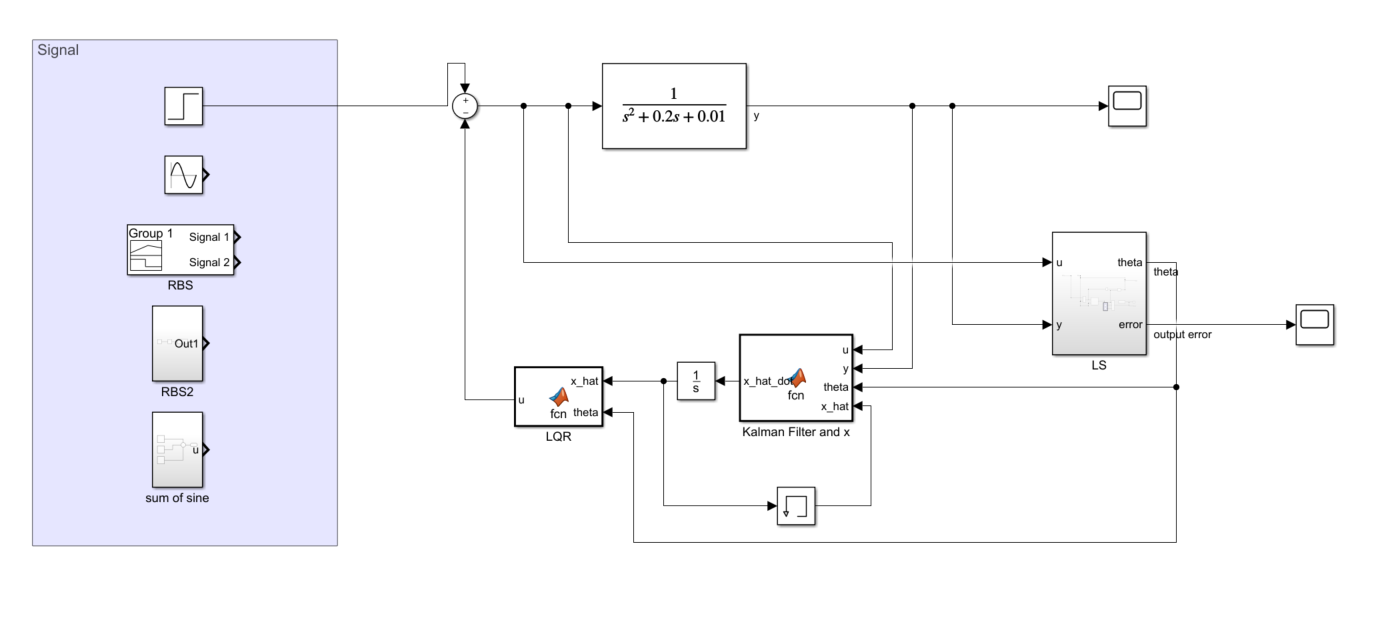 Signal
+
−
1
s² + 0.2s + 0.01
y
Group 1
Signal 1
Signal 2
RBS
Out1
RBS2
u
sum of sine
u
y
theta
error
theta
output error
LS
u
y
theta
x_hat
x_hat_dot
fcn
Kalman Filter and x
1
s
x_hat
theta
u
fcn
LQR